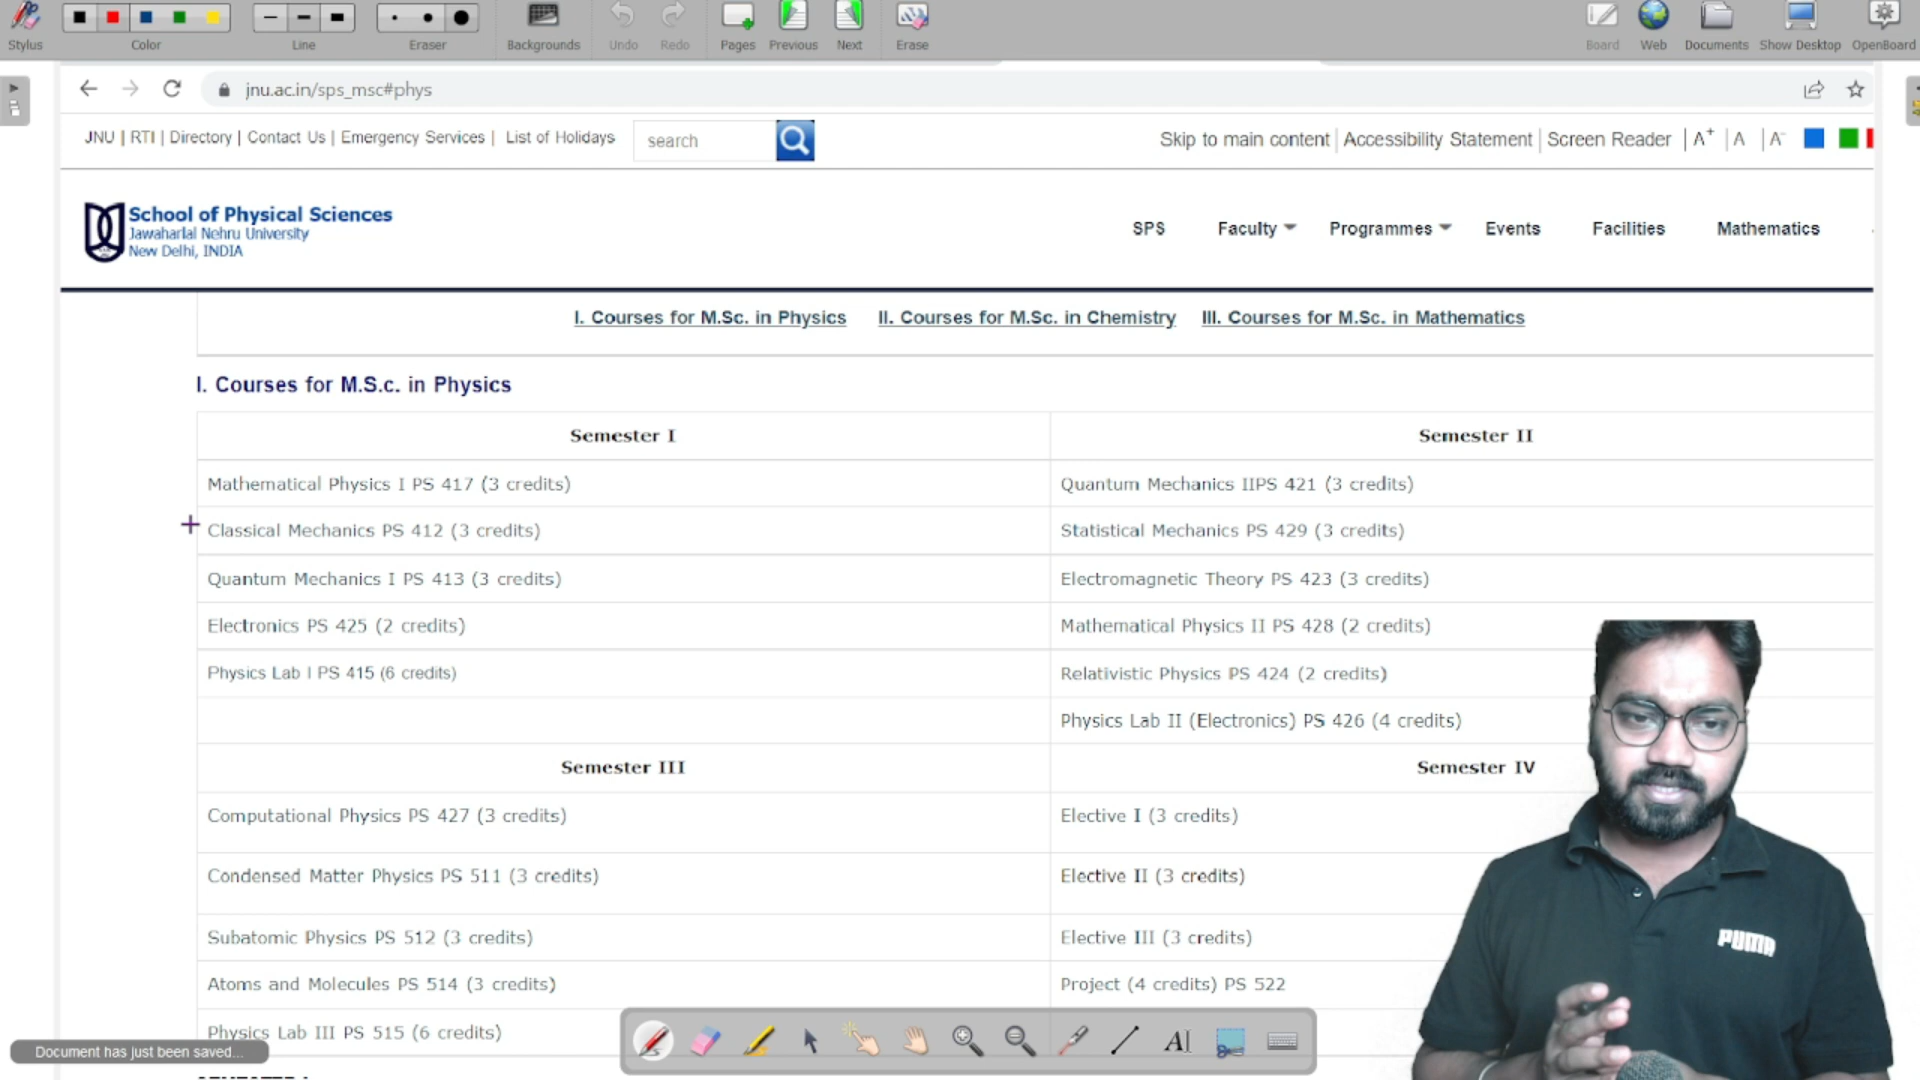 Stylus
Color
Line
Eraser
Backgrounds
Undo
Redo
Pages
Previous
Next
Erase
Board
Web
Documents
Show Desktop
OpenBoard
jnu.ac.in/sps_msc#phys
JNU | RTI | Directory | Contact Us | Emergency Services | List of Holidays
search
Skip to main content | Accessibility Statement | Screen Reader | A+ | A | A-
School of Physical Sciences
Jawaharlal Nehru University
New Delhi, INDIA
SPS
Faculty
Programmes
Events
Facilities
Mathematics
I. Courses for M.Sc. in Physics
II. Courses for M.Sc. in Chemistry
III. Courses for M.Sc. in Mathematics
I. Courses for M.S.c. in Physics
Semester I
Semester II
Mathematical Physics I PS 417 (3 credits)
Quantum Mechanics IIPS 421 (3 credits)
Classical Mechanics PS 412 (3 credits)
Statistical Mechanics PS 429 (3 credits)
Quantum Mechanics I PS 413 (3 credits)
Electromagnetic Theory PS 423 (3 credits)
Electronics PS 425 (2 credits)
Mathematical Physics II PS 428 (2 credits)
Physics Lab I PS 415 (6 credits)
Relativistic Physics PS 424 (2 credits)
Physics Lab II (Electronics) PS 426 (4 credits)
Semester III
Semester IV
Computational Physics PS 427 (3 credits)
Elective I (3 credits)
Condensed Matter Physics PS 511 (3 credits)
Elective II (3 credits)
Subatomic Physics PS 512 (3 credits)
Elective III (3 credits)
Atoms and Molecules PS 514 (3 credits)
Project (4 credits) PS 522
Physics Lab III PS 515 (6 credits)
Document has just been saved...
AI
PUMA